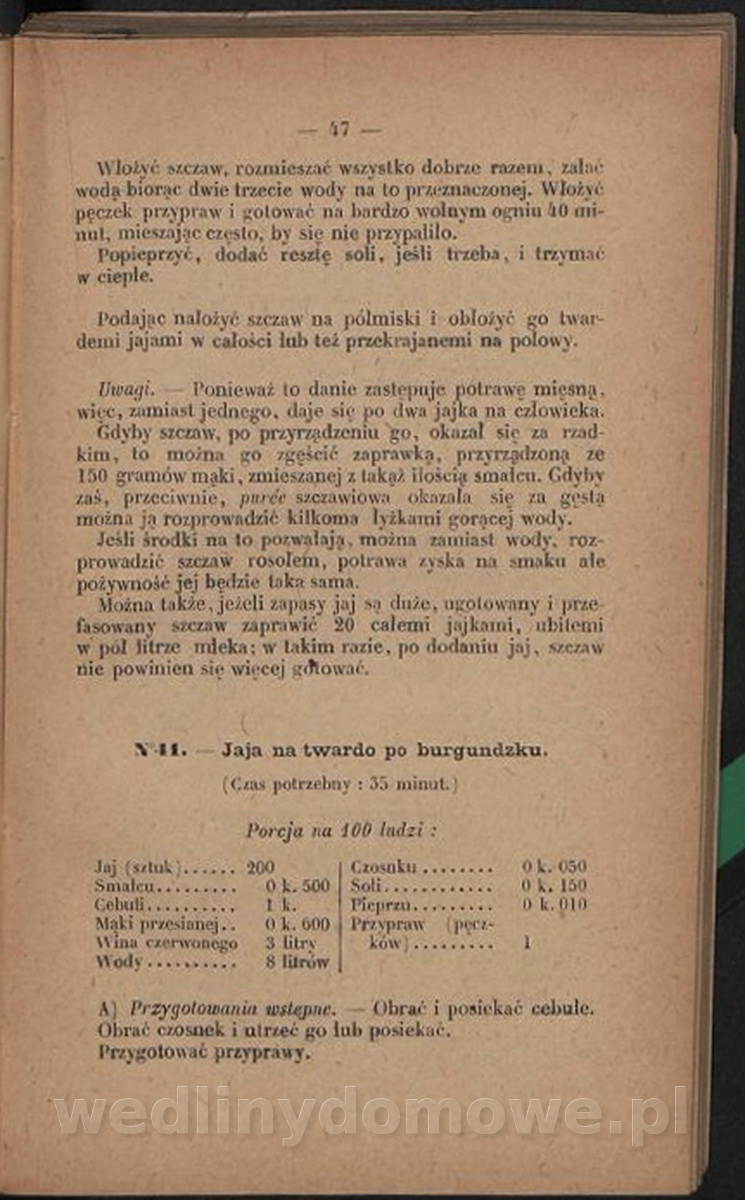 — 47 —
Włożyć szczaw, rozmieszać wszystko dobrze razem, zalać
wodą biorąc dwie trzecie wody na to przeznaczonej. Włożyć
pęczek przypraw i gotować na bardzo wolnym ogniu 40 mi-
nut, mieszając często, by się nie przypaliło.
Popieprzyć, dodać resztę soli, jeśli trzeba, i trzymać
w cieple.
Podając nałożyć szczaw na półmiski i obłożyć go twar-
demi jajami w całości lub też przekrajanemi na połowy.
Uwagi. — Ponieważ to danie zastępuje potrawę mięsną,
więc, zamiast jednego, daje się po dwa jajka na człowieka.
Gdyby szczaw, po przyrządzeniu go, okazał się za rzad-
kim, to można go zgęścić zaprawką, przyrządzoną ze
150 gramów mąki, zmieszanej z takąż ilością smalcu. Gdyby
zaś, przeciwnie, purée szczawiowa okazała się za gęstą
można ją rozprowadzić kilkoma łyżkami gorącej wody.
Jeśli środki na to pozwalają, można zamiast wody, roz-
prowadzić szczaw rosołem, potrawa zyska na smaku ale
pożywność jej będzie taka sama.
Można także, jeżeli zapasy jaj są duże, ugotowany i prze-
fasowany szczaw zaprawić 20 całemi jajkami, ubitemi
w pół litrze mleka; w takim razie, po dodaniu jaj, szczaw
nie powinien się więcej gotować.
N 41. — Jaja na twardo po burgundzku.
(Czas potrzebny : 35 minut.)
Porcja na 100 ludzi :
Jaj (sztuk)...... 200
Smalcu......... 0 k. 500
Cebuli.......... 1 k.
Mąki przesianej.. 0 k. 600
Wina czerwonego 3 litry
Wody.......... 8 litrów
Czosnku ........ 0 k. 050
Soli............ 0 k. 150
Pieprzu......... 0 k. 010
Przypraw (pęcz-
ków)......... 1
A) Przygotowania wstępne. — Obrać i posiekać cebule.
Obrać czosnek i utrzeć go lub posiekać.
Przygotować przyprawy.
wedlinydomowe.pl